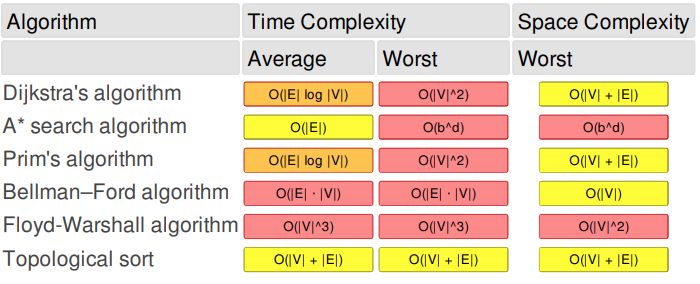 Algorithm Time Complexity Space Complexity
Average Worst Worst
Dijkstra's algorithm O(|E| log |V|) O(|V|^2) O(|V| + |E|)
A* search algorithm O(|E|) O(b^d) O(b^d)
Prim's algorithm O(|E| log |V|) O(|V|^2) O(|V| + |E|)
Bellman–Ford algorithm O(|E| · |V|) O(|E| · |V|) O(|V|)
Floyd-Warshall algorithm O(|V|^3) O(|V|^3) O(|V|^2)
Topological sort O(|V| + |E|) O(|V| + |E|) O(|V| + |E|)